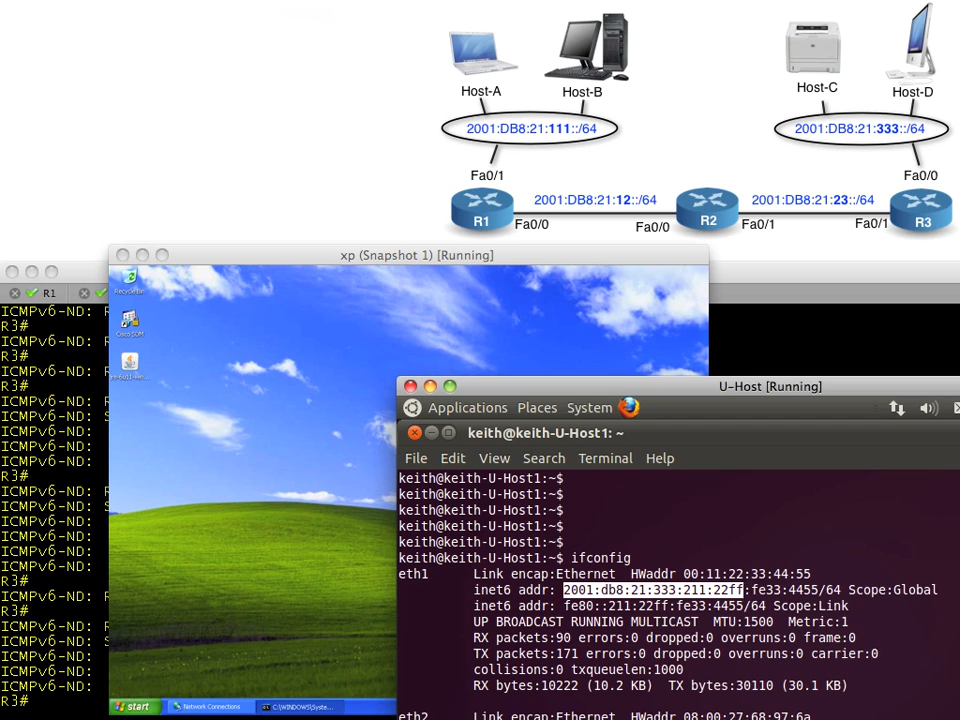 Host-A
Host-B
Host-C
Host-D
2001:DB8:21:111::/64
2001:DB8:21:333::/64
Fa0/1
Fa0/0
2001:DB8:21:12::/64
2001:DB8:21:23::/64
R1
R2
R3
Fa0/0
Fa0/0
Fa0/1
Fa0/1
xp (Snapshot 1) [Running]
R1
ICMPv6-ND: R
R3#
ICMPv6-ND: R
R3#
ICMPv6-ND: R
R3#
ICMPv6-ND: R
ICMPv6-ND: S
ICMPv6-ND:
ICMPv6-ND:
ICMPv6-ND:
R3#
ICMPv6-ND: R
ICMPv6-ND: S
ICMPv6-ND:
ICMPv6-ND:
ICMPv6-ND:
ICMPv6-ND:
R3#
ICMPv6-ND:
R3#
ICMPv6-ND: R
ICMPv6-ND: S
ICMPv6-ND:
ICMPv6-ND:
ICMPv6-ND:
R3#
Recycle Bin
Cisco SDM
start
Network Connections
C:\WINDOWS\Syste...
U-Host [Running]
Applications Places System
keith@keith-U-Host1: ~
File Edit View Search Terminal Help
keith@keith-U-Host1:~$
keith@keith-U-Host1:~$
keith@keith-U-Host1:~$
keith@keith-U-Host1:~$
keith@keith-U-Host1:~$
keith@keith-U-Host1:~$ ifconfig
eth1 Link encap:Ethernet HWaddr 00:11:22:33:44:55
inet6 addr: 2001:db8:21:333:211:22ff:fe33:4455/64 Scope:Global
inet6 addr: fe80::211:22ff:fe33:4455/64 Scope:Link
UP BROADCAST RUNNING MULTICAST MTU:1500 Metric:1
RX packets:90 errors:0 dropped:0 overruns:0 frame:0
TX packets:171 errors:0 dropped:0 overruns:0 carrier:0
collisions:0 txqueuelen:1000
RX bytes:10222 (10.2 KB) TX bytes:30110 (30.1 KB)
eth2 Link encap:Ethernet HWaddr 08:00:27:68:97:6a